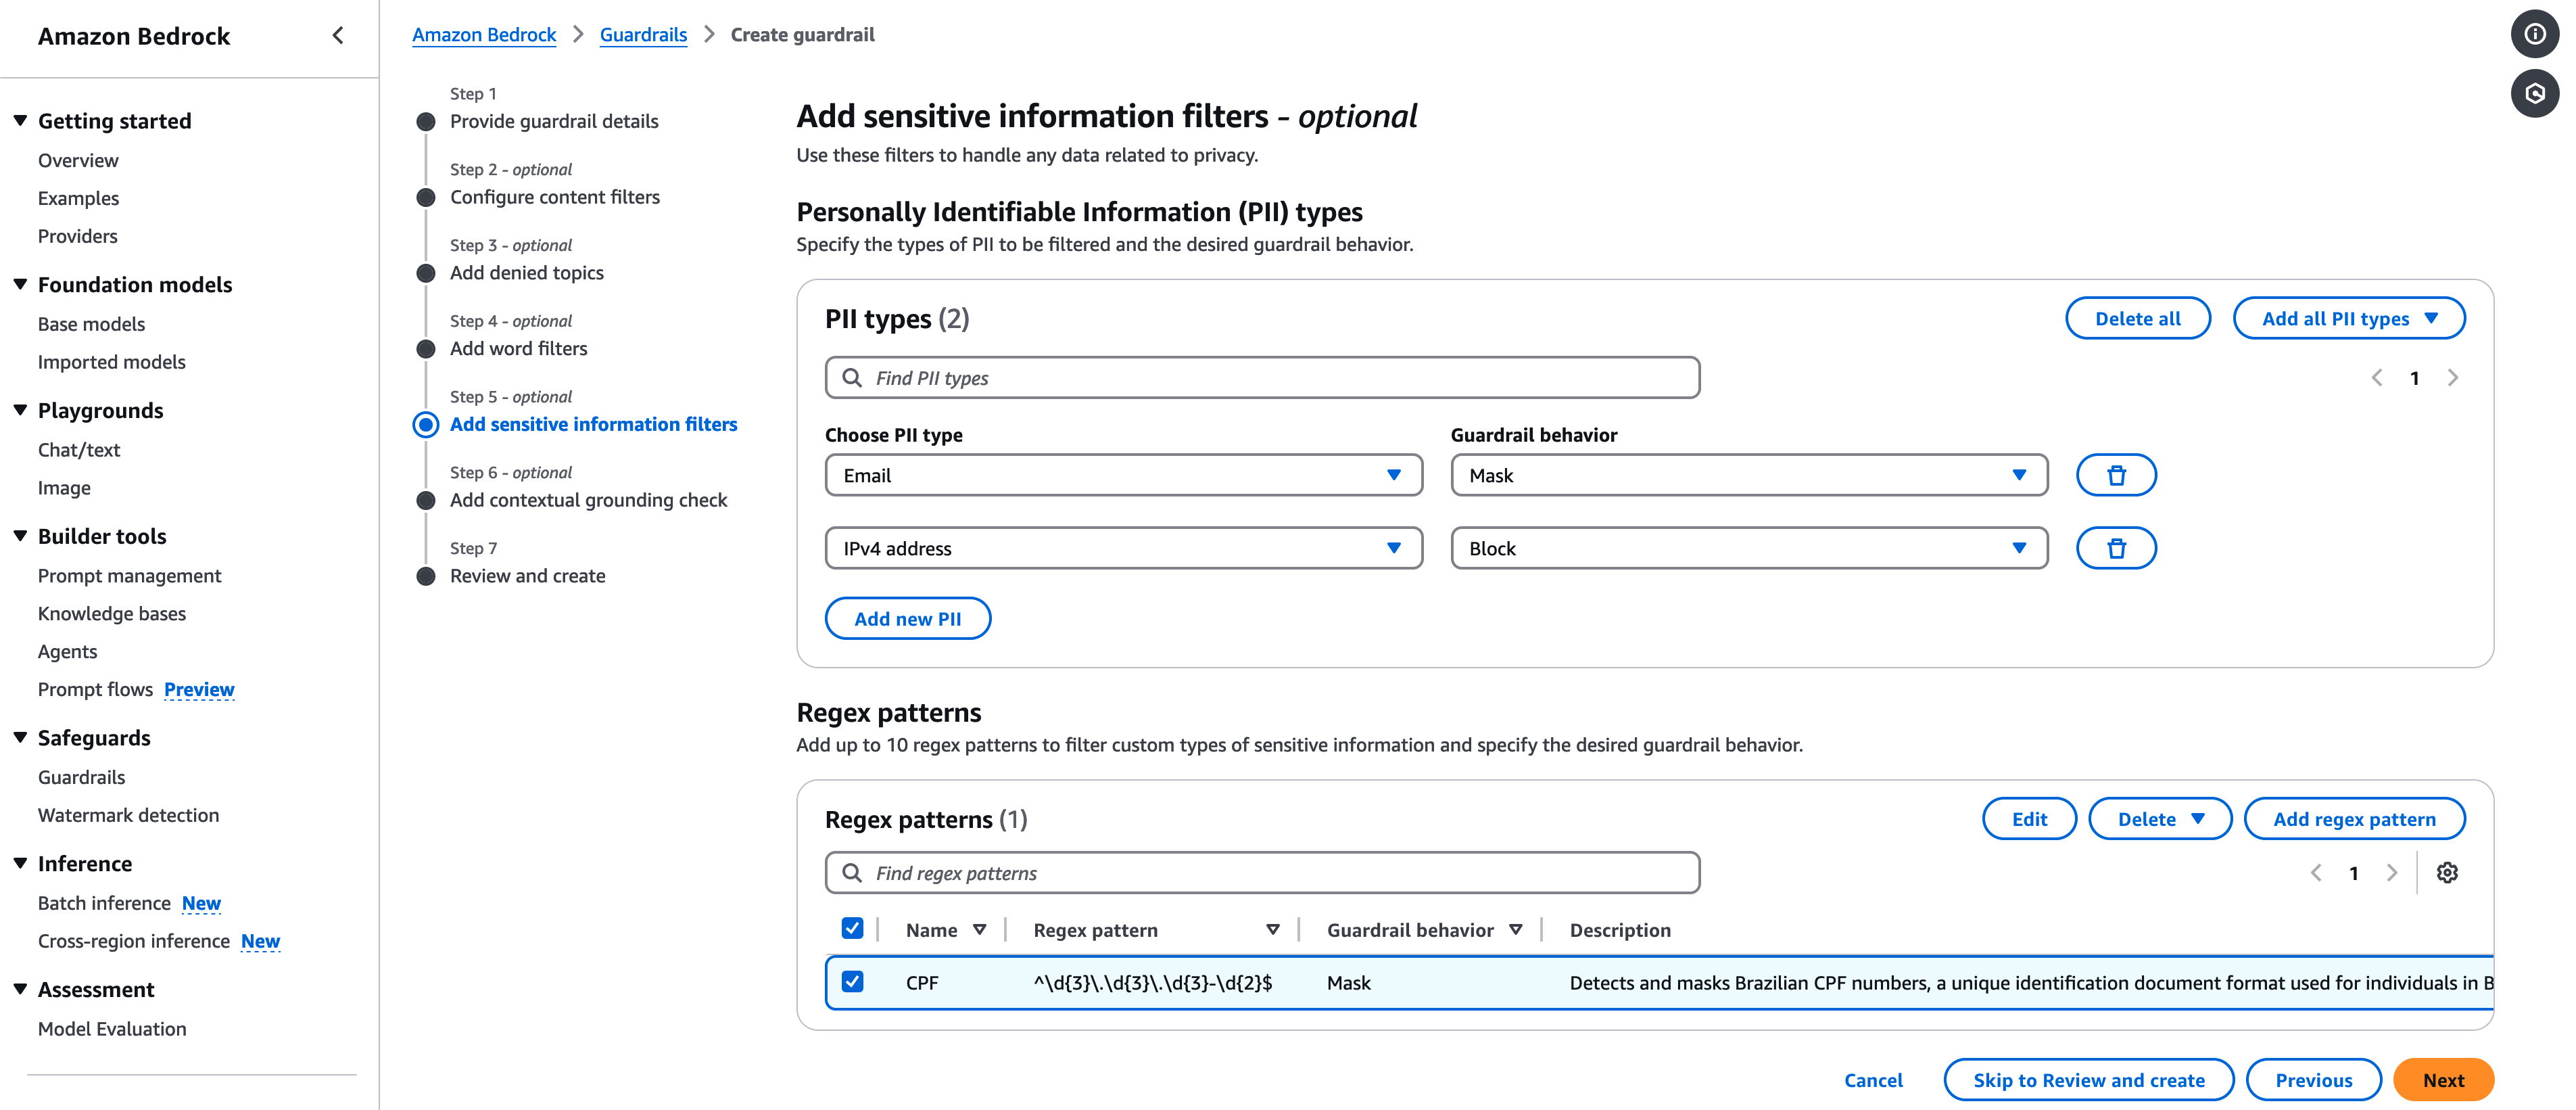 Amazon Bedrock
Getting started
Overview
Examples
Providers
Foundation models
Base models
Imported models
Playgrounds
Chat/text
Image
Builder tools
Prompt management
Knowledge bases
Agents
Prompt flows Preview
Safeguards
Guardrails
Watermark detection
Inference
Batch inference New
Cross-region inference New
Assessment
Model Evaluation
Amazon Bedrock > Guardrails > Create guardrail
Step 1
Provide guardrail details
Step 2 - optional
Configure content filters
Step 3 - optional
Add denied topics
Step 4 - optional
Add word filters
Step 5 - optional
Add sensitive information filters
Step 6 - optional
Add contextual grounding check
Step 7
Review and create
Add sensitive information filters - optional
Use these filters to handle any data related to privacy.
Personally Identifiable Information (PII) types
Specify the types of PII to be filtered and the desired guardrail behavior.
PII types (2) Delete all Add all PII types
Find PII types 1
Choose PII type Guardrail behavior
Email Mask
IPv4 address Block
Add new PII
Regex patterns
Add up to 10 regex patterns to filter custom types of sensitive information and specify the desired guardrail behavior.
Regex patterns (1) Edit Delete Add regex pattern
Find regex patterns 1
Name Regex pattern Guardrail behavior Description
CPF ^\d{3}\.\d{3}\.\d{3}-\d{2}$ Mask Detects and masks Brazilian CPF numbers, a unique identification document format used for individuals in B
Cancel Skip to Review and create Previous Next